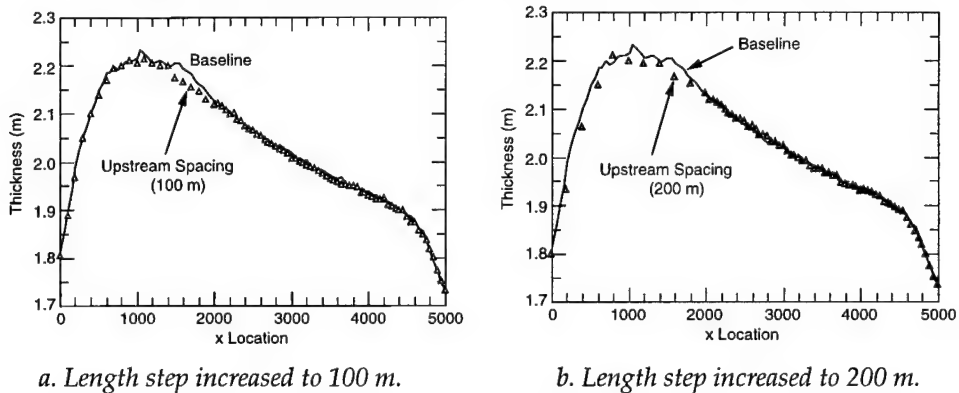 2.3
2.2
2.1
2.0
1.9
1.8
1.7
Thickness (m)
Baseline
Upstream Spacing
(100 m)
0 1000 2000 3000 4000 5000
x Location
a. Length step increased to 100 m.
2.3
2.2
2.1
2.0
1.9
1.8
1.7
Thickness (m)
Baseline
Upstream Spacing
(200 m)
0 1000 2000 3000 4000 5000
x Location
b. Length step increased to 200 m.